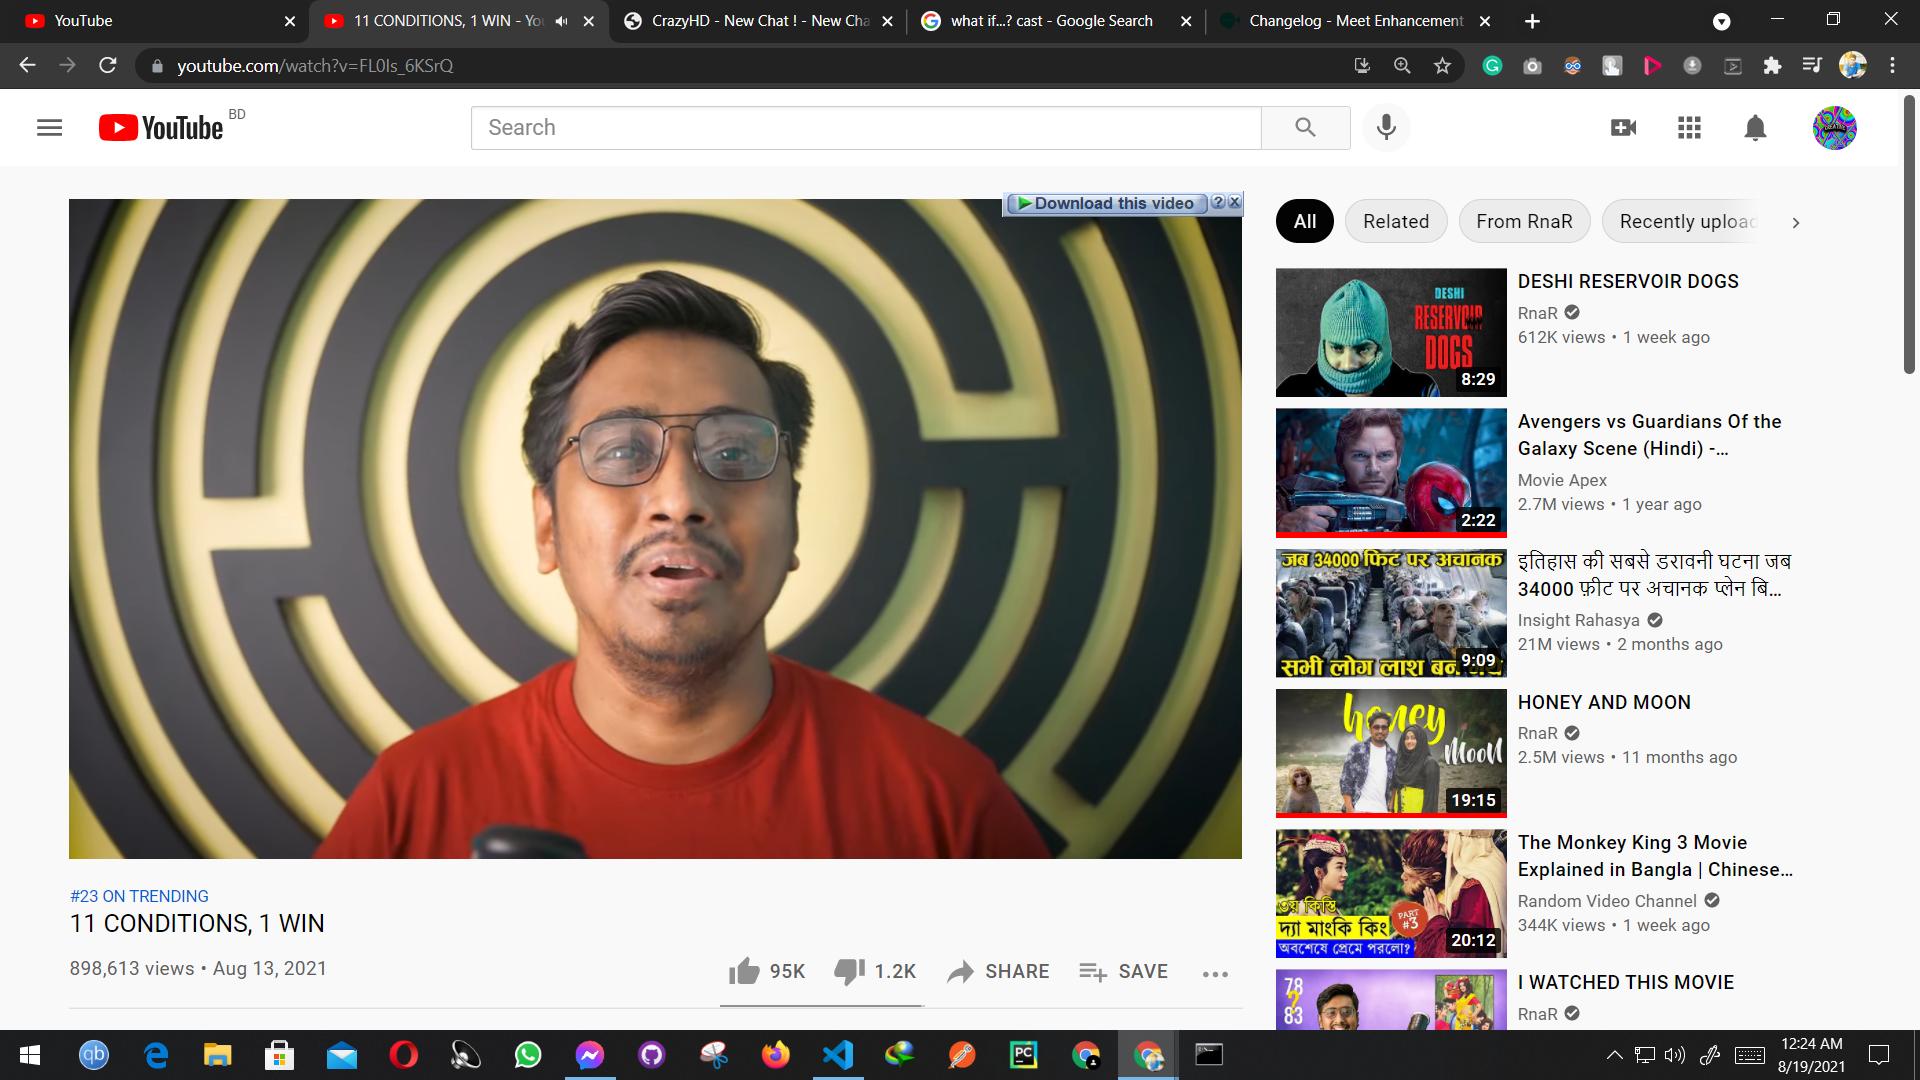 YouTube
11 CONDITIONS, 1 WIN - You
CrazyHD - New Chat ! - New Cha
what if...? cast - Google Search
Changelog - Meet Enhancement
youtube.com/watch?v=FL0Is_6KSrQ
YouTube BD
Search
Download this video
All
Related
From RnaR
Recently uploac
DESHI
RESERVOIR
DOGS
8:29
DESHI RESERVOIR DOGS
RnaR
612K views • 1 week ago
2:22
Avengers vs Guardians Of the
Galaxy Scene (Hindi) -...
Movie Apex
2.7M views • 1 year ago
जब 34000 फिट पर अचानक
सभी लोग लाश बन
9:09
इतिहास की सबसे डरावनी घटना जब
34000 फ़ीट पर अचानक प्लेन बि...
Insight Rahasya
21M views • 2 months ago
honey
Moon
19:15
HONEY AND MOON
RnaR
2.5M views • 11 months ago
৩য় কিস্তি
PART
#3
দ্যা মাংকি কিং
অবশেষে প্রেমে পরলো?
20:12
The Monkey King 3 Movie
Explained in Bangla | Chinese...
Random Video Channel
344K views • 1 week ago
78
?
83
I WATCHED THIS MOVIE
RnaR
#23 ON TRENDING
11 CONDITIONS, 1 WIN
898,613 views • Aug 13, 2021
95K
1.2K
SHARE
SAVE
qb
PC
12:24 AM
8/19/2021